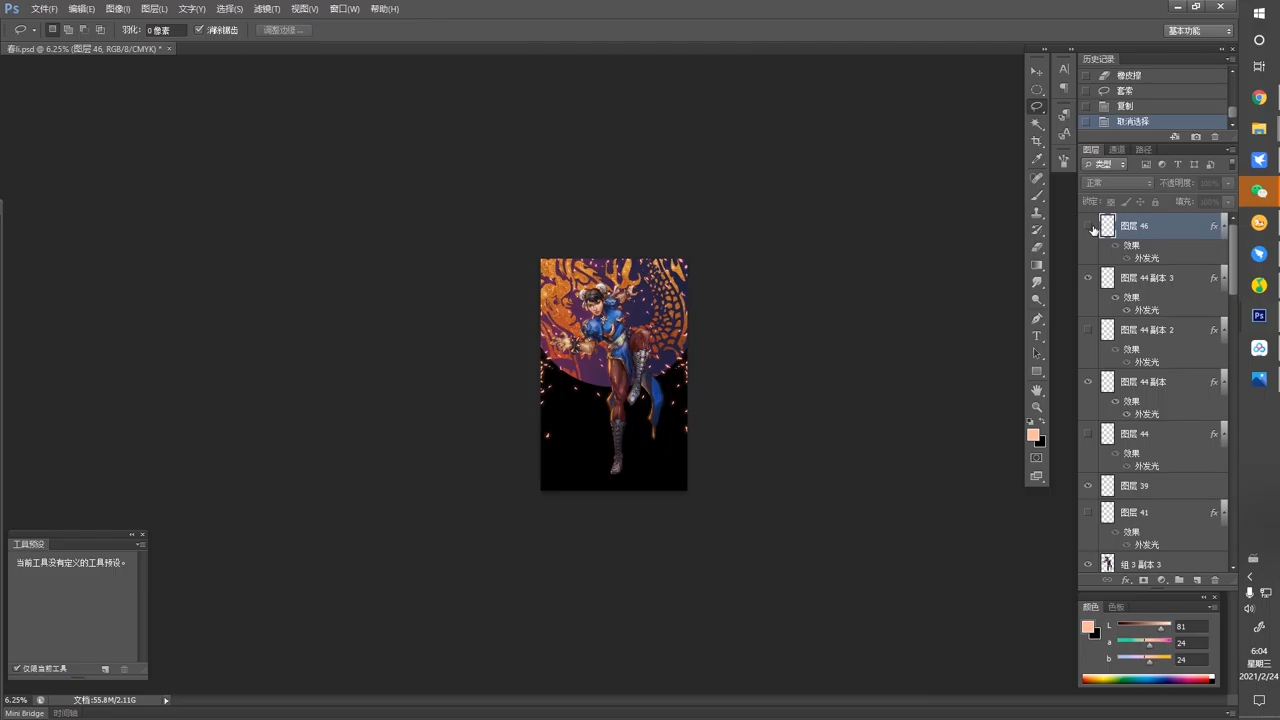 Ps 文件(F) 编辑(E) 图像(I) 图层(L) 文字(Y) 选择(S) 滤镜(T) 视图(V) 窗口(W) 帮助(H)
羽化: 0 像素 消除锯齿 调整边缘... 基本功能
春li.psd @ 6.25% (图层 46, RGB/8/CMYK) * ×
历史记录
橡皮擦
套索
复制
取消选择
图层 通道 路径
类型
正常 不透明度: 100%
锁定: 填充: 100%
图层 46 fx
效果
外发光
图层 44 副本 3 fx
效果
外发光
图层 44 副本 2 fx
效果
外发光
图层 44 副本 fx
效果
外发光
图层 44 fx
效果
外发光
图层 39
图层 41 fx
效果
外发光
组 3 副本 3
工具预设
当前工具没有定义的工具预设。
仅限当前工具
颜色 色板
L 81
a 24
b 24
6.25% 文档:55.8M/2.11G
Mini Bridge 时间轴
Ps
6:04
星期三
2021/2/24